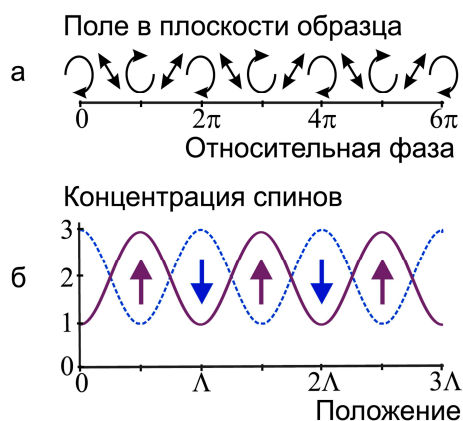 Поле в плоскости образца
а
0 2π 4π 6π
Относительная фаза
Концентрация спинов
б
3
2
1
0
0 Λ 2Λ 3Λ
Положение